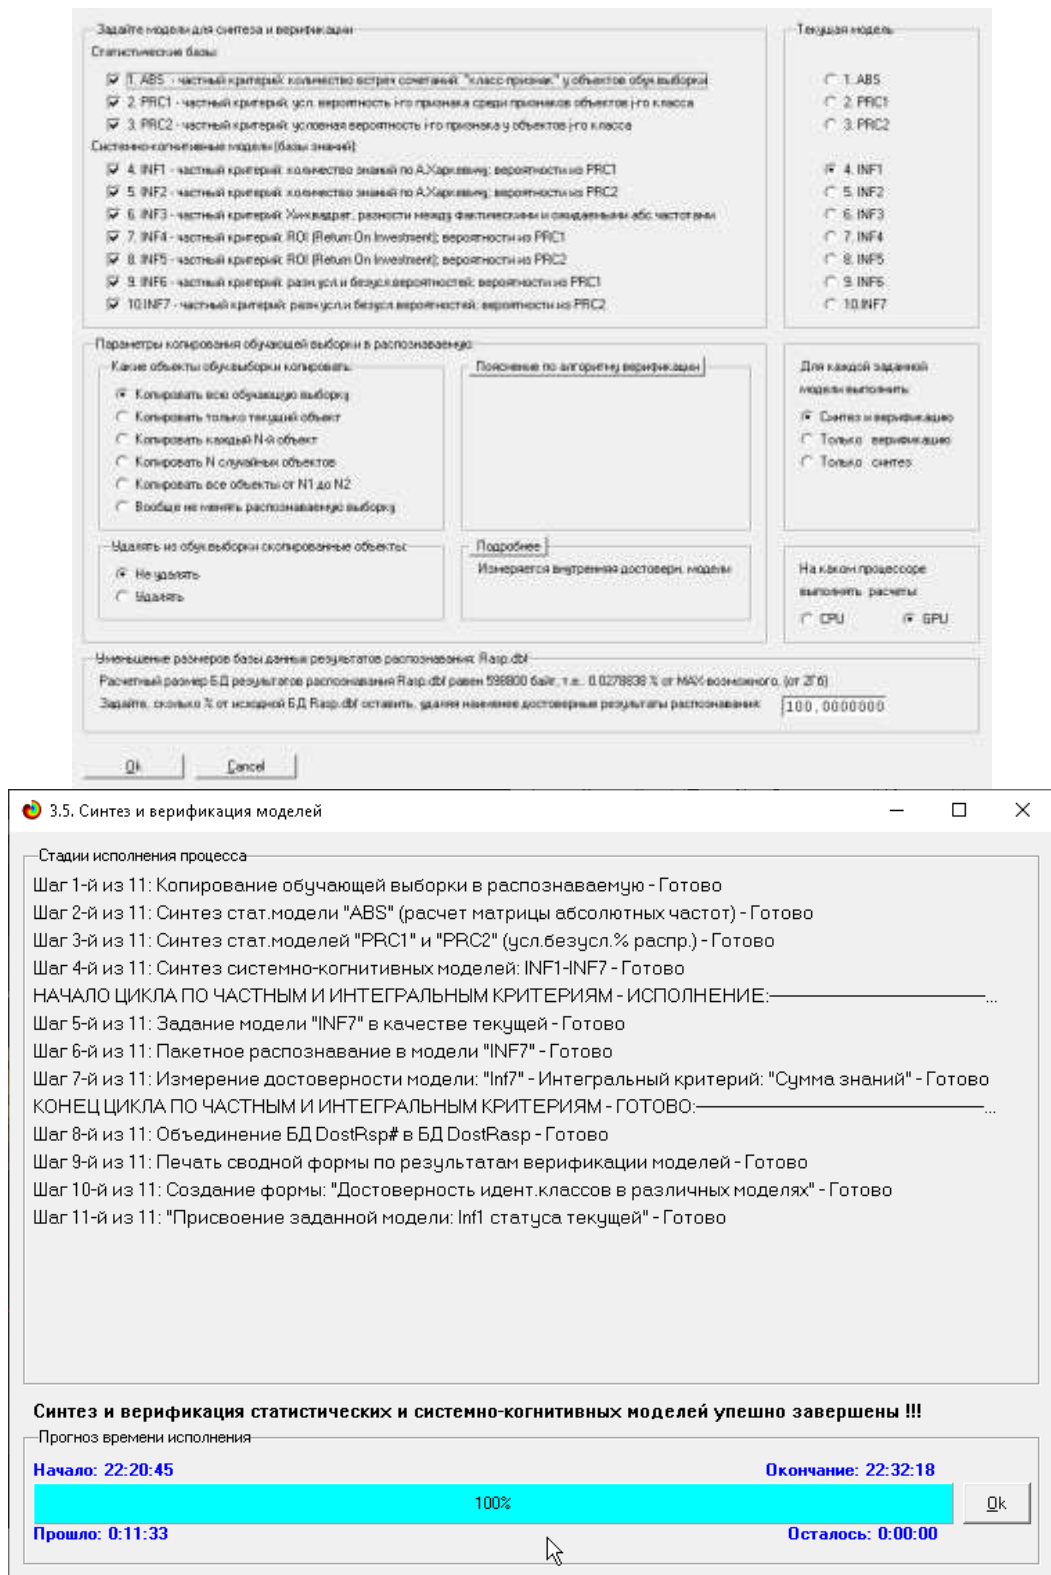 Задайте модели для синтеза и верификации
Статистические базы:
1. ABS - частный критерий: количество встреч сочетаний: "класс-признак" у объектов обуч.выборки
2. PRC1 - частный критерий: усл. вероятность i-го признака среди признаков объектов j-го класса
3. PRC2 - частный критерий: условная вероятность i-го признака у объектов j-го класса
Системно-когнитивные модели (базы знаний):
4. INF1 - частный критерий: количество знаний по А.Харкевичу; вероятности из PRC1
5. INF2 - частный критерий: количество знаний по А.Харкевичу; вероятности из PRC2
6. INF3 - частный критерий: Хи-квадрат, разности между фактическими и ожидаемыми абс.частотами
7. INF4 - частный критерий: ROI (Return On Investment); вероятности из PRC1
8. INF5 - частный критерий: ROI (Return On Investment); вероятности из PRC2
9. INF6 - частный критерий: разн.усл.и безусл.вероятностей; вероятности из PRC1
10.INF7 - частный критерий: разн.усл.и безусл.вероятностей; вероятности из PRC2
Текущая модель
1. ABS
2. PRC1
3. PRC2
4. INF1
5. INF2
6. INF3
7. INF4
8. INF5
9. INF6
10.INF7
Параметры копирования обучающей выборки в распознаваемую:
Какие объекты обуч.выборки копировать:
Копировать всю обучающую выборку
Копировать только текущий объект
Копировать каждый N-й объект
Копировать N случайных объектов
Копировать все объекты от N1 до N2
Вообще не менять распознаваемую выборку
Пояснение по алгоритму верификации
Для каждой заданной
модели выполнить:
Синтез и верификацию
Только верификацию
Только синтез
Удалять из обуч.выборки скопированные объекты:
Не удалять
Удалять
Подробнее
Измеряется внутренняя достоверн. модели
На каком процессоре
выполнять расчеты:
CPU
GPU
Уменьшение размеров базы данных результатов распознавания: Rasp.dbf
Расчетный размер БД результатов распознавания Rasp.dbf равен 598800 байт, т.е. 0.0278838 % от MAX-возможного, (от 2Гб)
Задайте, сколько % от исходной БД Rasp.dbf оставить, удаляя наименее достоверные результаты распознавания:
100,0000000
Ok
Cancel
3.5. Синтез и верификация моделей
Стадии исполнения процесса
Шаг 1-й из 11: Копирование обучающей выборки в распознаваемую - Готово
Шаг 2-й из 11: Синтез стат.модели "ABS" (расчет матрицы абсолютных частот) - Готово
Шаг 3-й из 11: Синтез стат.моделей "PRC1" и "PRC2" (усл.безусл.% распр.) - Готово
Шаг 4-й из 11: Синтез системно-когнитивных моделей: INF1-INF7 - Готово
НАЧАЛО ЦИКЛА ПО ЧАСТНЫМ И ИНТЕГРАЛЬНЫМ КРИТЕРИЯМ - ИСПОЛНЕНИЕ:—————...
Шаг 5-й из 11: Задание модели "INF7" в качестве текущей - Готово
Шаг 6-й из 11: Пакетное распознавание в модели "INF7" - Готово
Шаг 7-й из 11: Измерение достоверности модели: "Inf7" - Интегральный критерий: "Сумма знаний" - Готово
КОНЕЦ ЦИКЛА ПО ЧАСТНЫМ И ИНТЕГРАЛЬНЫМ КРИТЕРИЯМ - ГОТОВО:—————...
Шаг 8-й из 11: Объединение БД DostRsp# в БД DostRasp - Готово
Шаг 9-й из 11: Печать сводной формы по результатам верификации моделей - Готово
Шаг 10-й из 11: Создание формы: "Достоверность идент.классов в различных моделях" - Готово
Шаг 11-й из 11: "Присвоение заданной модели: Inf1 статуса текущей" - Готово
Синтез и верификация статистических и системно-когнитивных моделей упешно завершены !!!
Прогноз времени исполнения
Начало: 22:20:45
Окончание: 22:32:18
100%
Ok
Прошло: 0:11:33
Осталось: 0:00:00